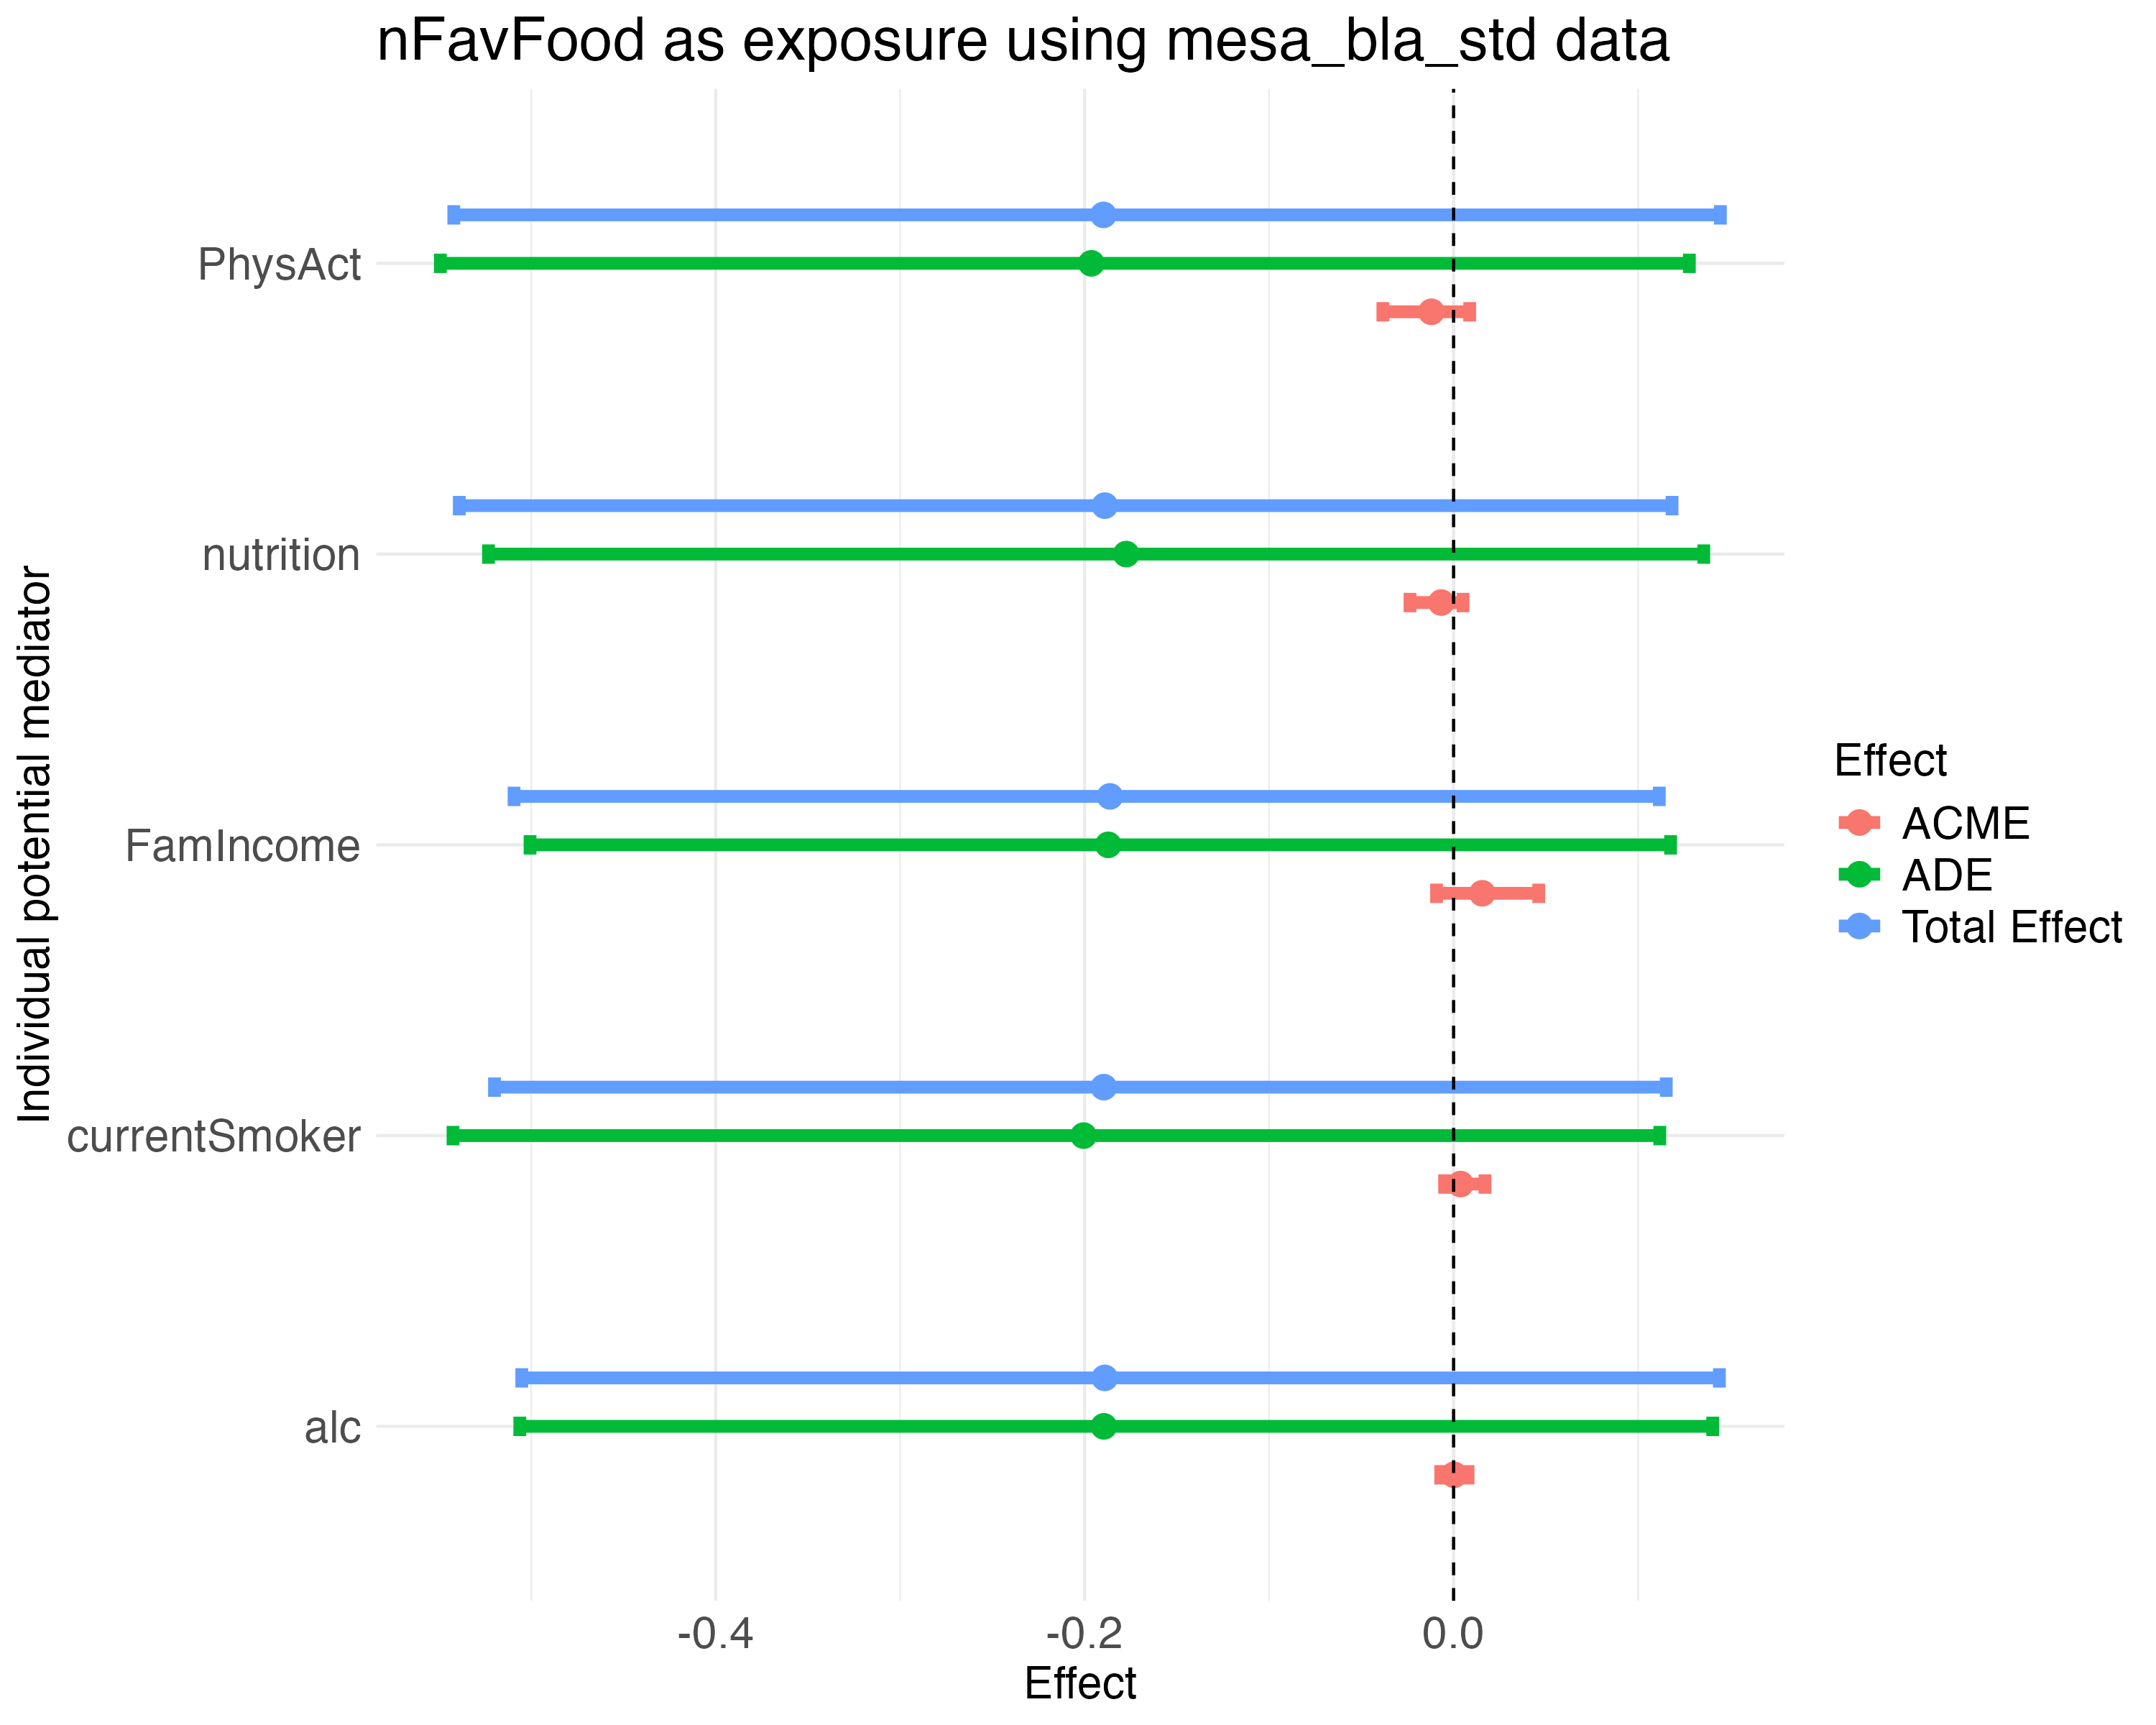 nFavFood as exposure using mesa_bla_std data
Individual potential mediator
PhysAct
nutrition
FamIncome
currentSmoker
alc
-0.4
-0.2
0.0
Effect
Effect
ACME
ADE
Total Effect